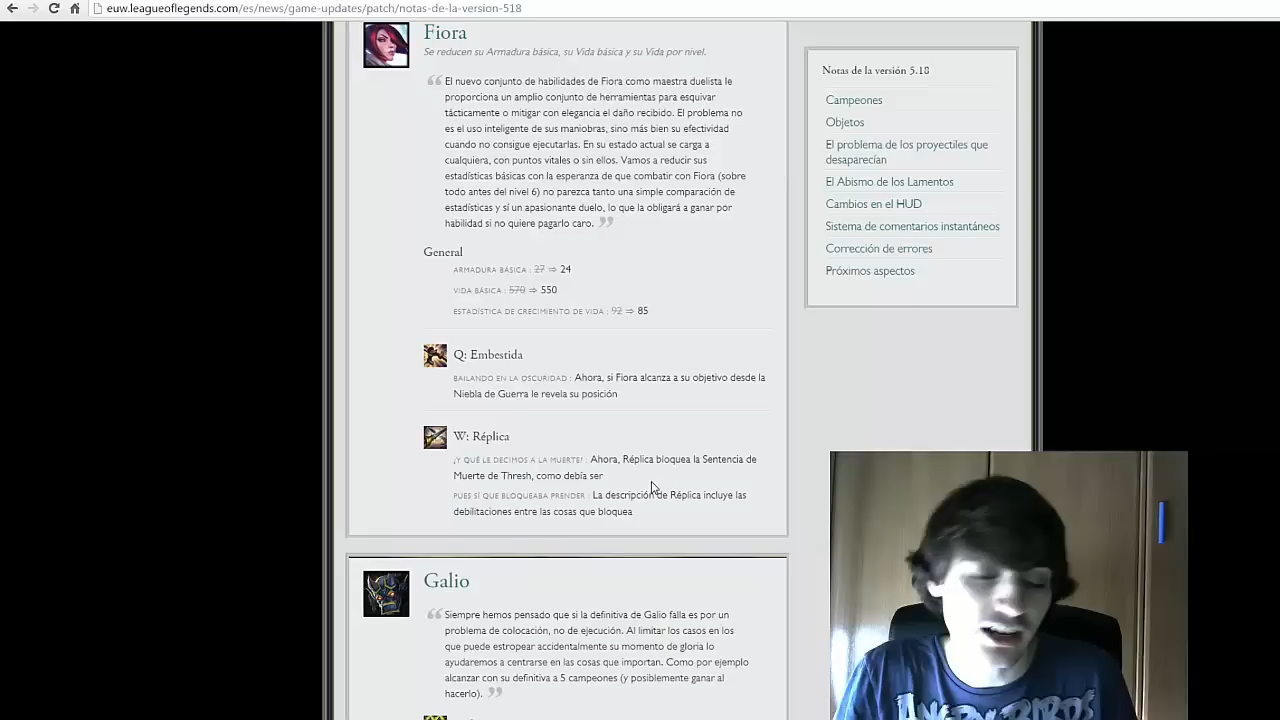 euw.leagueoflegends.com/es/news/game-updates/patch/notas-de-la-version-518
Fiora
Se reducen su Armadura básica, su Vida básica y su Vida por nivel.
“ El nuevo conjunto de habilidades de Fiora como maestra duelista le
proporciona un amplio conjunto de herramientas para esquivar
tácticamente o mitigar con elegancia el daño recibido. El problema no
es el uso inteligente de sus maniobras, sino más bien su efectividad
cuando no consigue ejecutarlas. En su estado actual se carga a
cualquiera, con puntos vitales o sin ellos. Vamos a reducir sus
estadísticas básicas con la esperanza de que combatir con Fiora (sobre
todo antes del nivel 6) no parezca tanto una simple comparación de
estadísticas y sí un apasionante duelo, lo que la obligará a ganar por
habilidad si no quiere pagarlo caro. ”
General
ARMADURA BÁSICA : 27 ⇒ 24
VIDA BÁSICA : 570 ⇒ 550
ESTADÍSTICA DE CRECIMIENTO DE VIDA : 92 ⇒ 85
Q: Embestida
BAILANDO EN LA OSCURIDAD : Ahora, si Fiora alcanza a su objetivo desde la
Niebla de Guerra le revela su posición
W: Réplica
¡Y QUÉ LE DECIMOS A LA MUERTE! : Ahora, Réplica bloquea la Sentencia de
Muerte de Thresh, como debía ser
PUES SÍ QUE BLOQUEABA PRENDER : La descripción de Réplica incluye las
debilitaciones entre las cosas que bloquea
Galio
“ Siempre hemos pensado que si la definitiva de Galio falla es por un
problema de colocación, no de ejecución. Al limitar los casos en los
que puede estropear accidentalmente su momento de gloria lo
ayudaremos a centrarse en las cosas que importan. Como por ejemplo
alcanzar con su definitiva a 5 campeones (y posiblemente ganar al
hacerlo). ”
Notas de la versión 5.18
Campeones
Objetos
El problema de los proyectiles que
desaparecían
El Abismo de los Lamentos
Cambios en el HUD
Sistema de comentarios instantáneos
Corrección de errores
Próximos aspectos
ANGRY BIRDS